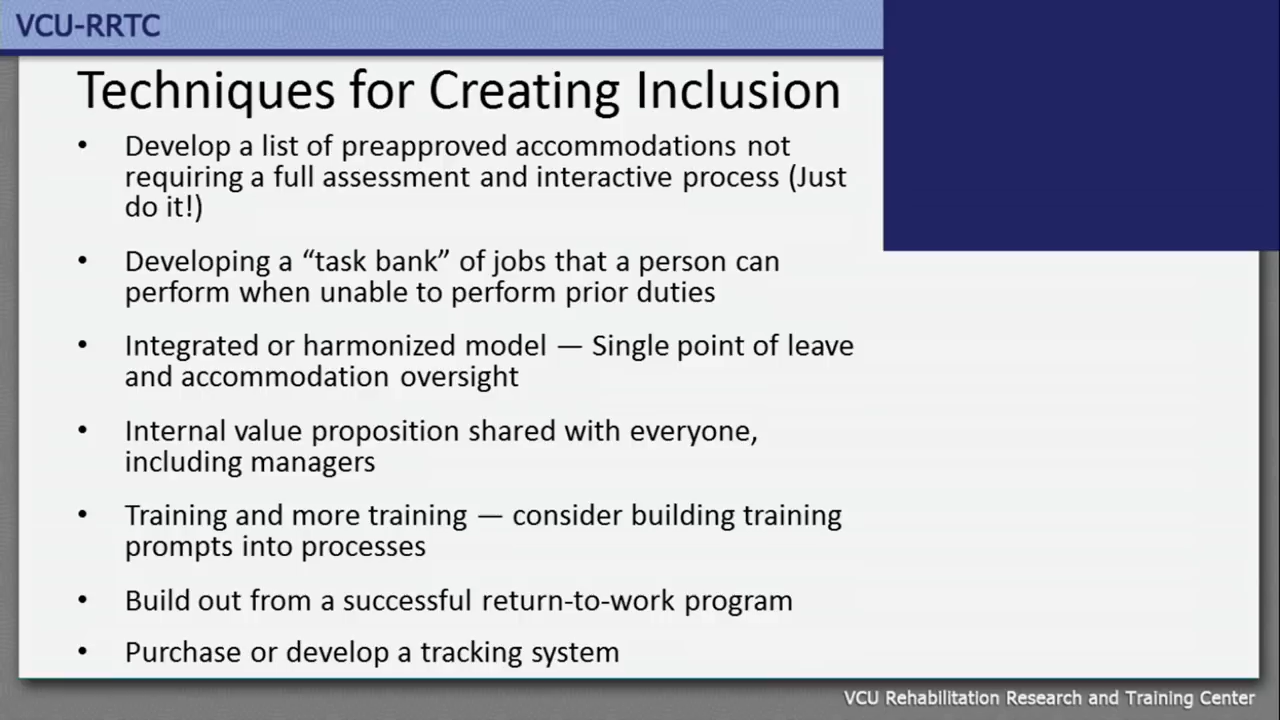 VCU-RRTC
Techniques for Creating Inclusion
• Develop a list of preapproved accommodations not
requiring a full assessment and interactive process (Just
do it!)
• Developing a “task bank” of jobs that a person can
perform when unable to perform prior duties
• Integrated or harmonized model — Single point of leave
and accommodation oversight
• Internal value proposition shared with everyone,
including managers
• Training and more training — consider building training
prompts into processes
• Build out from a successful return-to-work program
• Purchase or develop a tracking system
VCU Rehabilitation Research and Training Center